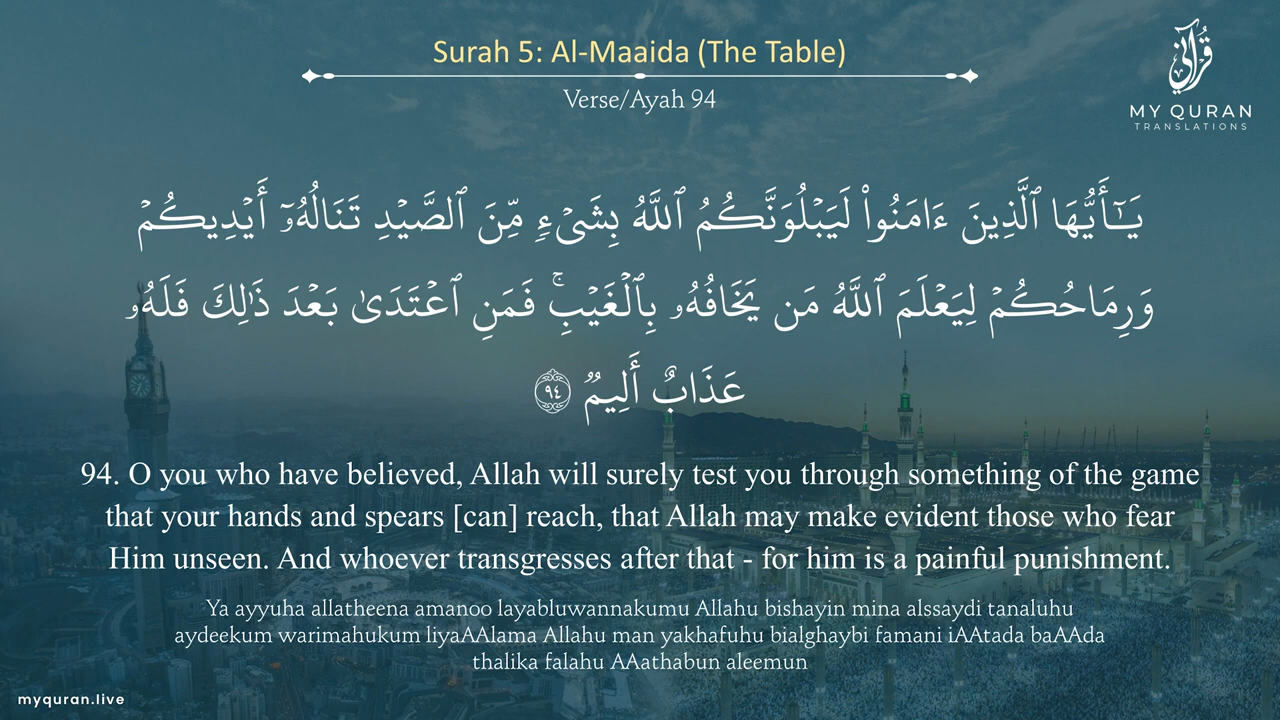 Surah 5: Al-Maaida (The Table)
Verse/Ayah 94
قرآني
MY QURAN
TRANSLATIONS
يَـٰٓأَيُّهَا ٱلَّذِينَ ءَامَنُوا۟ لَيَبْلُوَنَّكُمُ ٱللَّهُ بِشَىْءٍۢ مِّنَ ٱلصَّيْدِ تَنَالُهُۥٓ أَيْدِيكُمْ
وَرِمَاحُكُمْ لِيَعْلَمَ ٱللَّهُ مَن يَخَافُهُۥ بِٱلْغَيْبِ ۚ فَمَنِ ٱعْتَدَىٰ بَعْدَ ذَٰلِكَ فَلَهُۥ
عَذَابٌ أَلِيمٌۭ ٩٤
94. O you who have believed, Allah will surely test you through something of the game
that your hands and spears [can] reach, that Allah may make evident those who fear
Him unseen. And whoever transgresses after that - for him is a painful punishment.
Ya ayyuha allatheena amanoo layabluwannakumu Allahu bishayin mina alssaydi tanaluhu
aydeekum warimahukum liyaAAlama Allahu man yakhafuhu bialghaybi famani iAAtada baAAda
thalika falahu AAathabun aleemun
myquran.live